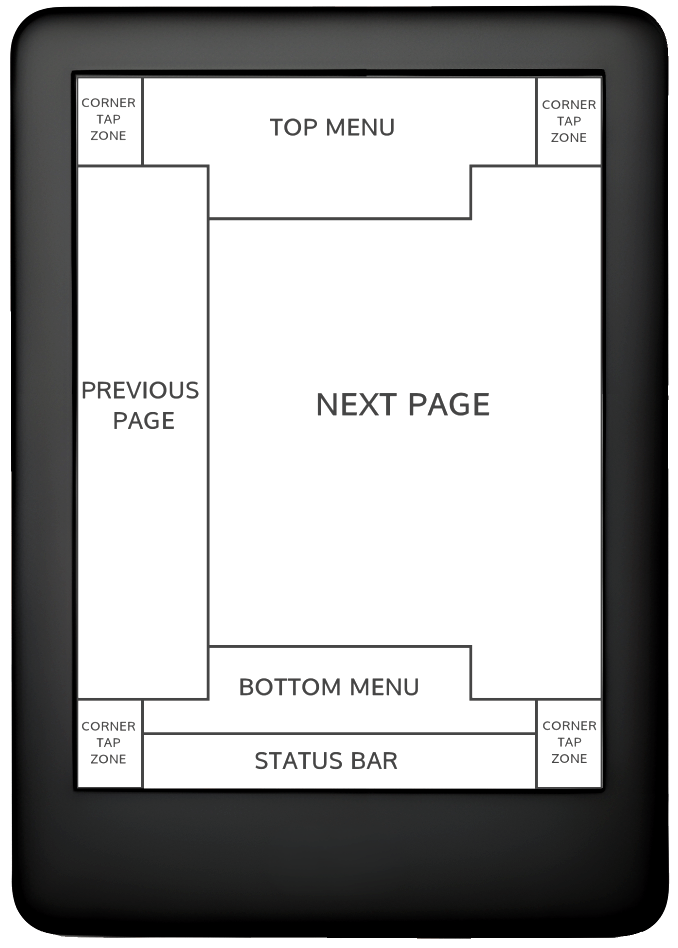 CORNER
TAP
ZONE
TOP MENU
CORNER
TAP
ZONE
PREVIOUS
PAGE
NEXT PAGE
BOTTOM MENU
CORNER
TAP
ZONE
STATUS BAR
CORNER
TAP
ZONE